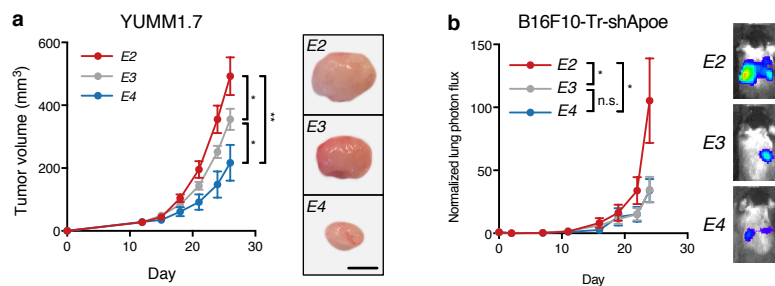 a
YUMM1.7
Tumor volume (mm³)
600
400
200
0
E2
E3
E4
*
*
**
0
10
20
30
Day
E2
E3
E4
b
B16F10-Tr-shApoe
Normalized lung photon flux
150
100
50
0
E2
E3
E4
*
n.s.
*
0
10
20
30
Day
E2
E3
E4